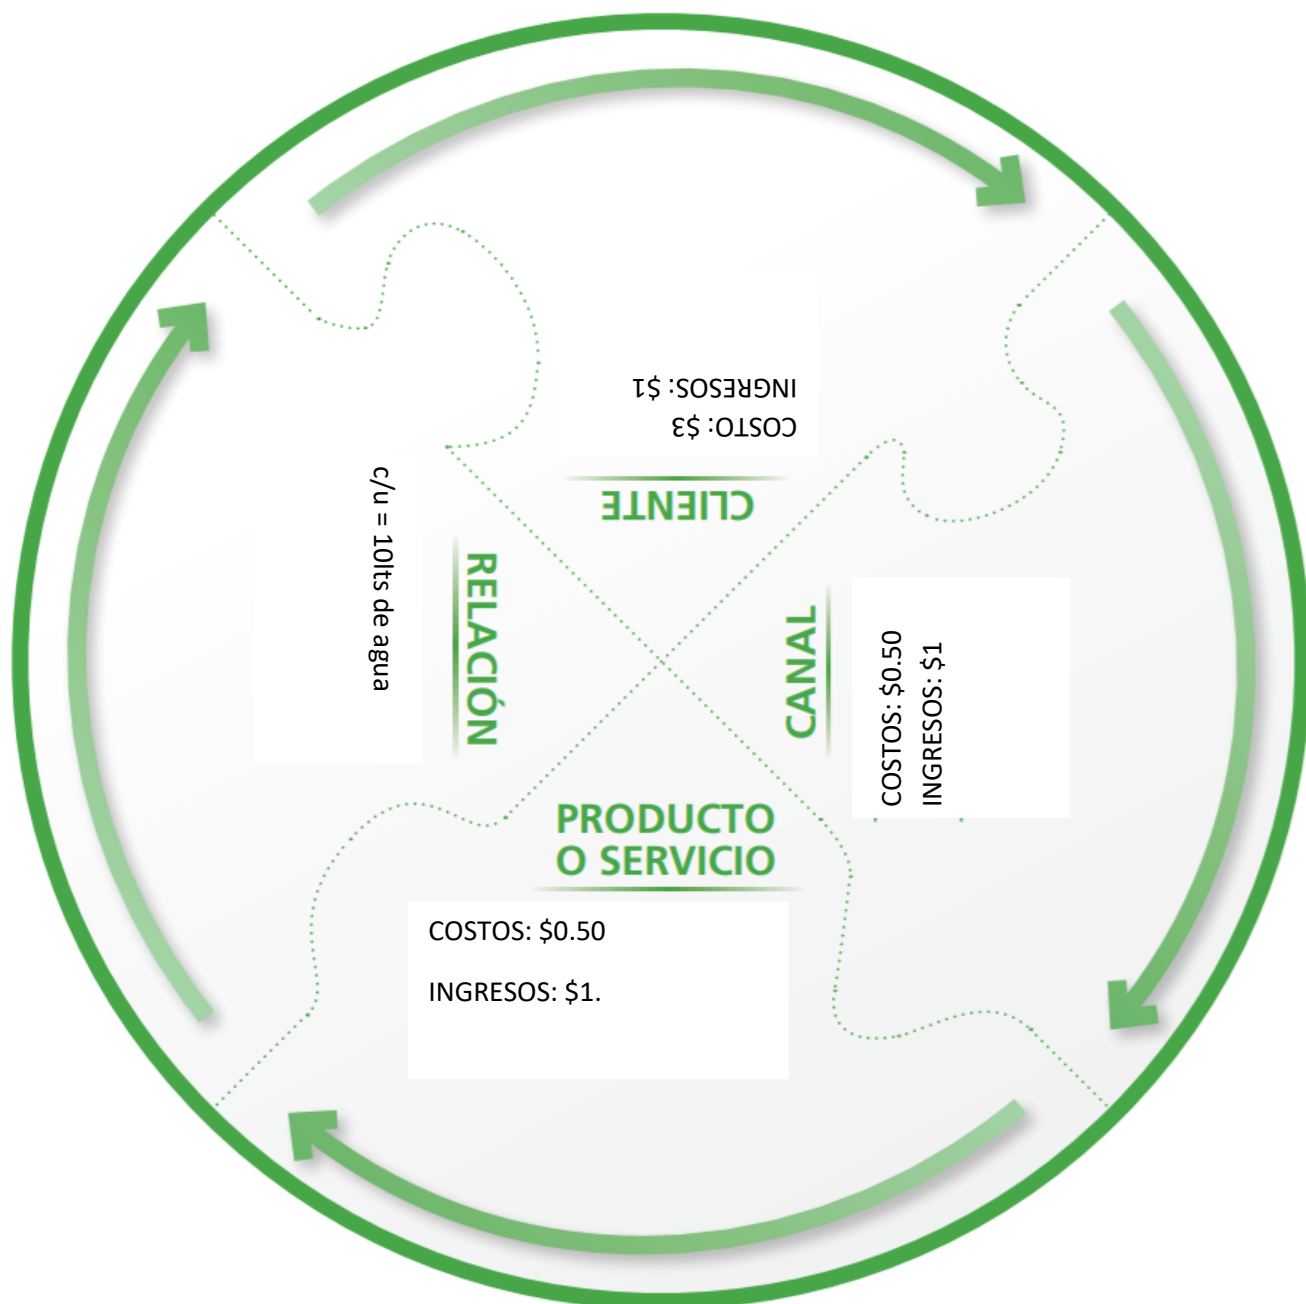 INGRESOS: $1
COSTO: $3
CLIENTE
RELACIÓN
c/u = 10lts de agua
CANAL
COSTOS: $0.50
INGRESOS: $1
PRODUCTO
O SERVICIO
COSTOS: $0.50
INGRESOS: $1.